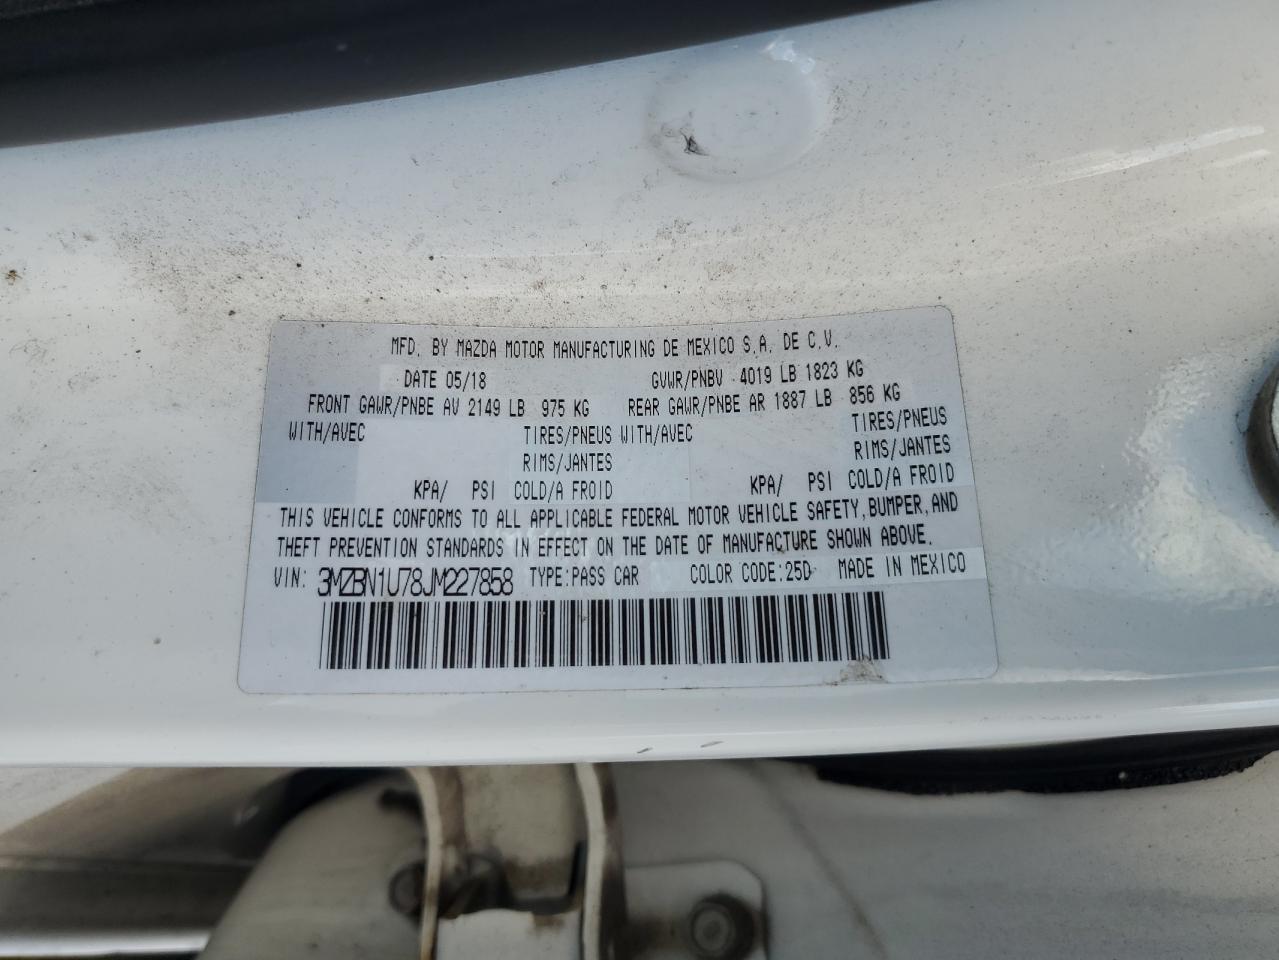 MFD. BY MAZDA MOTOR MANUFACTURING DE MEXICO S.A. DE C.V.
DATE 05/18 GVWR/PNBV 4019 LB 1823 KG
FRONT GAWR/PNBE AV 2149 LB 975 KG REAR GAWR/PNBE AR 1887 LB 856 KG
WITH/AVEC TIRES/PNEUS WITH/AVEC TIRES/PNEUS
RIMS/JANTES RIMS/JANTES
KPA/ PSI COLD/A FROID KPA/ PSI COLD/A FROID
THIS VEHICLE CONFORMS TO ALL APPLICABLE FEDERAL MOTOR VEHICLE SAFETY, BUMPER, AND
THEFT PREVENTION STANDARDS IN EFFECT ON THE DATE OF MANUFACTURE SHOWN ABOVE.
VIN: 3MZBN1U78JM227858 TYPE:PASS CAR COLOR CODE:25D MADE IN MEXICO